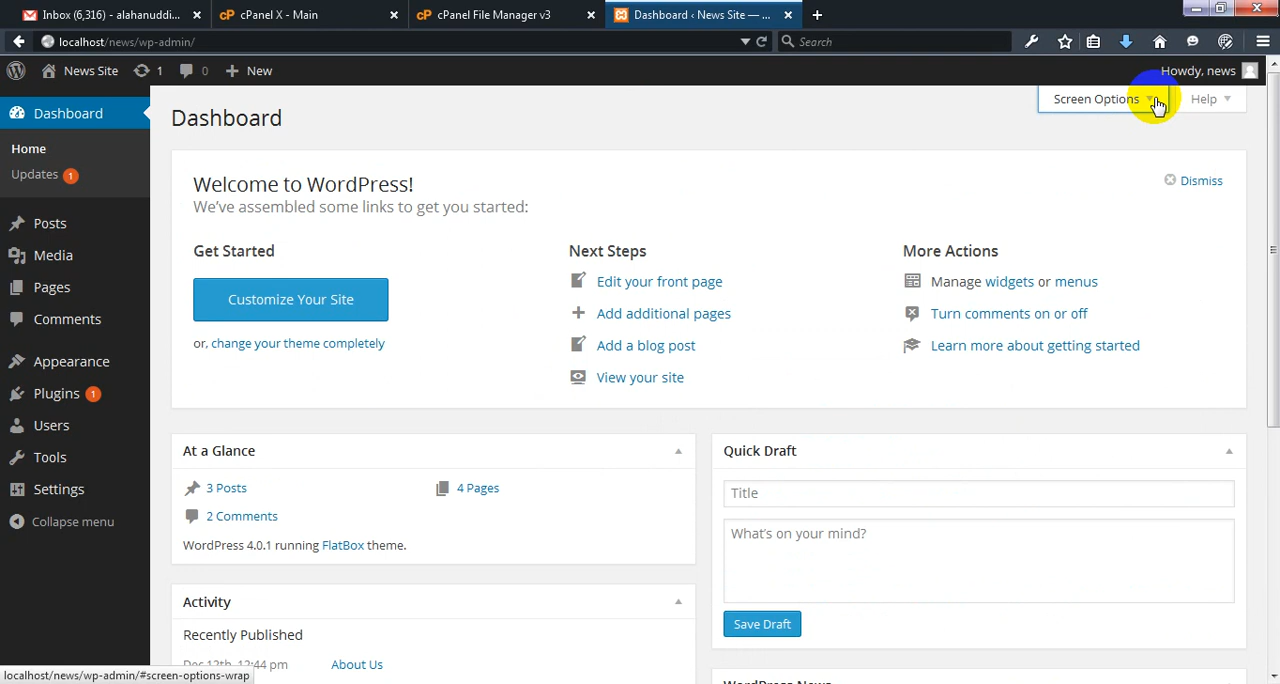 alahanuddi...
Inbox (6,316) - alahanuddi... × cPanel X - Main × cPanel File Manager v3 × Dashboard ‹ News Site — ... × +
localhost/news/wp-admin/ Search
News Site 1 0 + New Howdy, news
Dashboard Screen Options Help
Dashboard
Home
Updates 1
Posts
Media
Pages
Comments
Appearance
Plugins 1
Users
Tools
Settings
Collapse menu
Welcome to WordPress! Dismiss
We've assembled some links to get you started:
Get Started
Customize Your Site
or, change your theme completely
Next Steps
Edit your front page
Add additional pages
Add a blog post
View your site
More Actions
Manage widgets or menus
Turn comments on or off
Learn more about getting started
At a Glance
3 Posts 4 Pages
2 Comments
WordPress 4.0.1 running FlatBox theme.
Activity
Recently Published
Dec 12th, 12:44 pm About Us
Quick Draft
Title
What's on your mind?
Save Draft
WordPress News
localhost/news/wp-admin/#screen-options-wrap